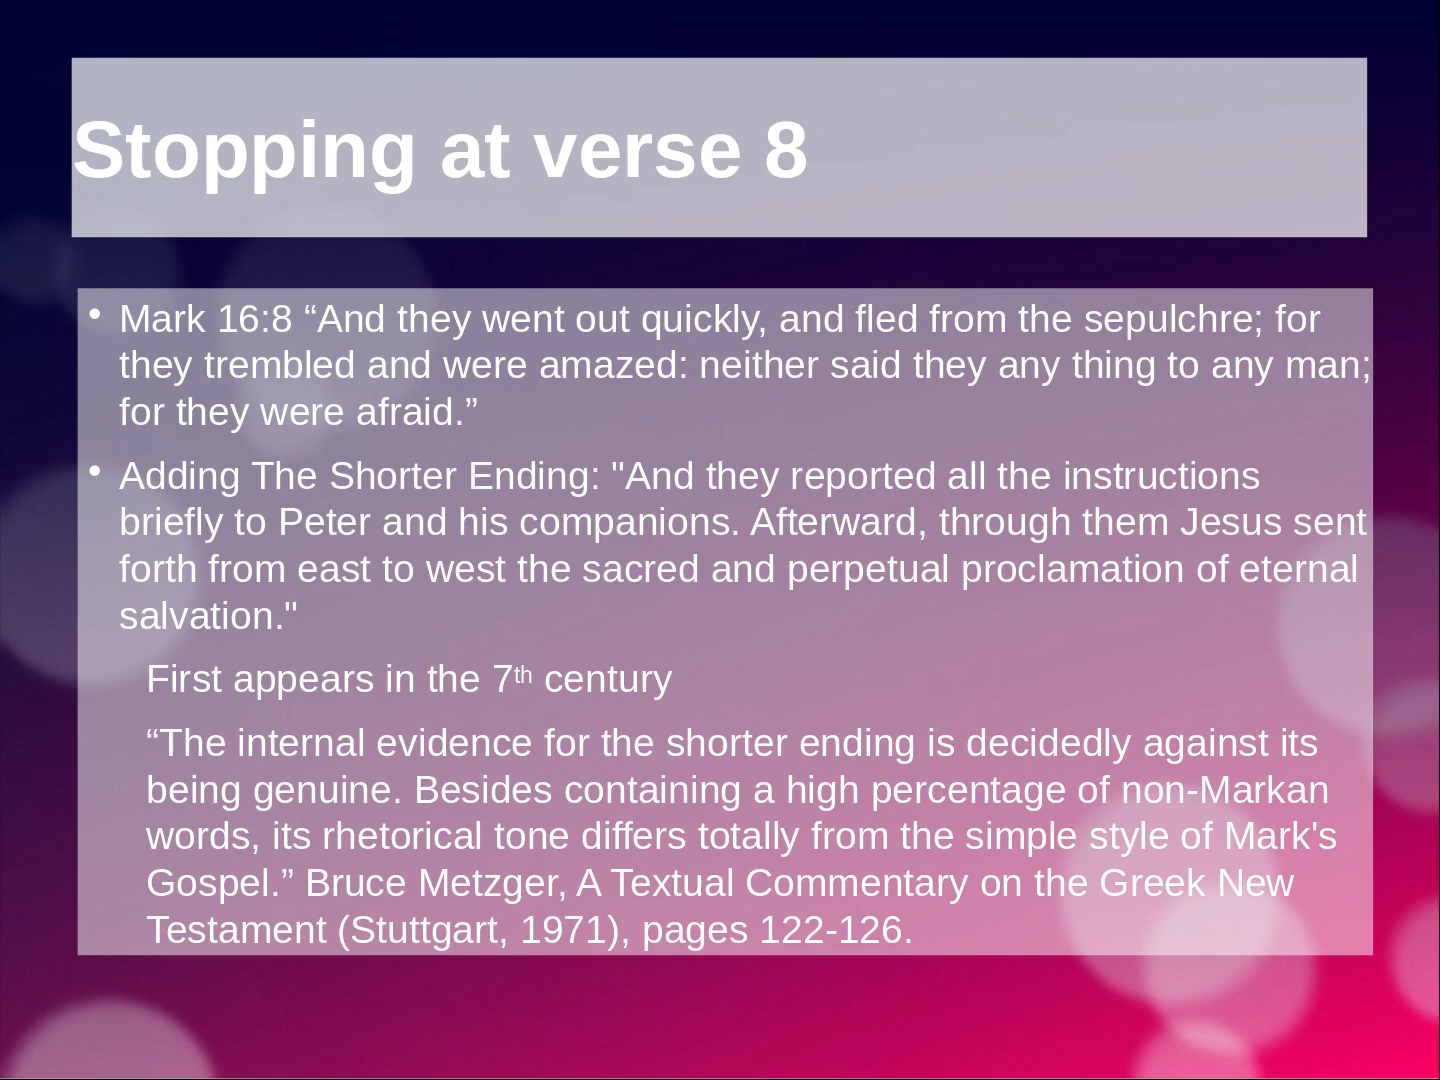 Stopping at verse 8
• Mark 16:8 “And they went out quickly, and fled from the sepulchre; for
they trembled and were amazed: neither said they any thing to any man;
for they were afraid.”
• Adding The Shorter Ending: "And they reported all the instructions
briefly to Peter and his companions. Afterward, through them Jesus sent
forth from east to west the sacred and perpetual proclamation of eternal
salvation."
First appears in the 7th century
“The internal evidence for the shorter ending is decidedly against its
being genuine. Besides containing a high percentage of non-Markan
words, its rhetorical tone differs totally from the simple style of Mark's
Gospel.” Bruce Metzger, A Textual Commentary on the Greek New
Testament (Stuttgart, 1971), pages 122-126.